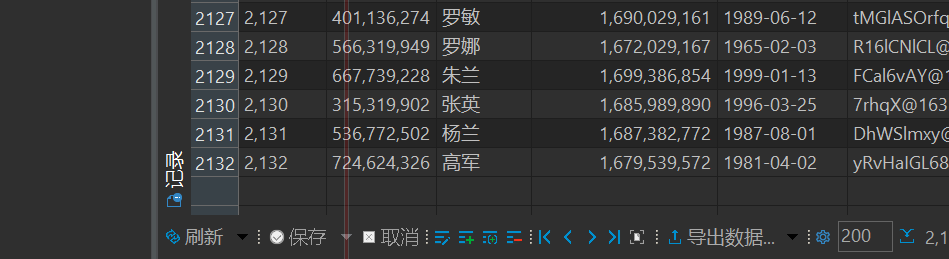 2127 2,127 401,136,274 罗敏 1,690,029,161 1989-06-12 tMGlASOrfq
2128 2,128 566,319,949 罗娜 1,672,029,167 1965-02-03 R16lCNlCL@
2129 2,129 667,739,228 朱兰 1,699,386,854 1999-01-13 FCal6vAY@1
2130 2,130 315,319,902 张英 1,685,989,890 1996-03-25 7rhqX@163
2131 2,131 536,772,502 杨兰 1,687,382,772 1987-08-01 DhWSlmxy@
2132 2,132 724,624,326 高军 1,679,539,572 1981-04-02 yRvHaIGL68
记录
刷新 保存 取消 导出数据... 200 2,1